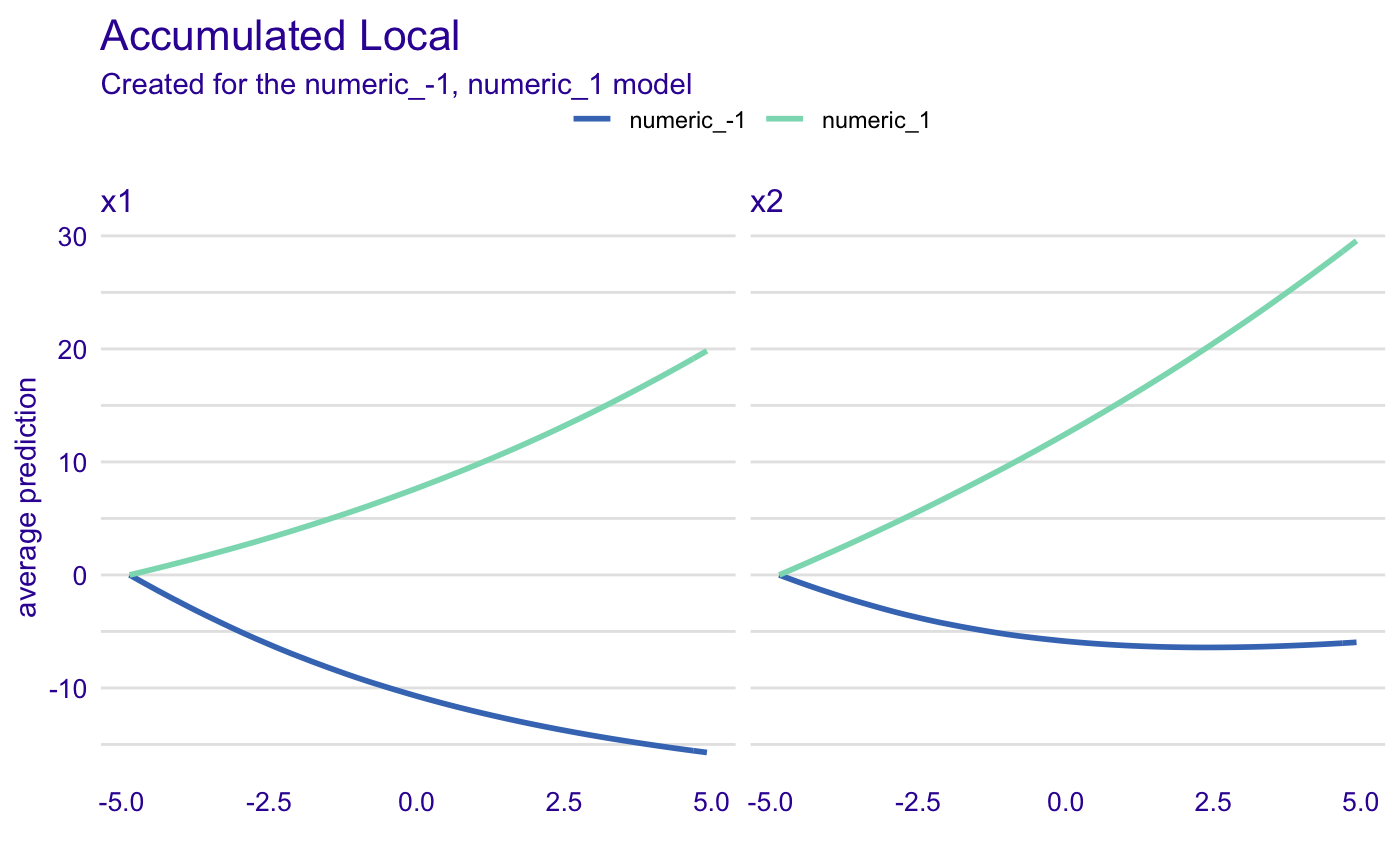 Accumulated Local
Created for the numeric_-1, numeric_1 model
numeric_-1 numeric_1
x1 x2
30
20
10
0
-10
average prediction
-5.0 -2.5 0.0 2.5 5.0 -5.0 -2.5 0.0 2.5 5.0